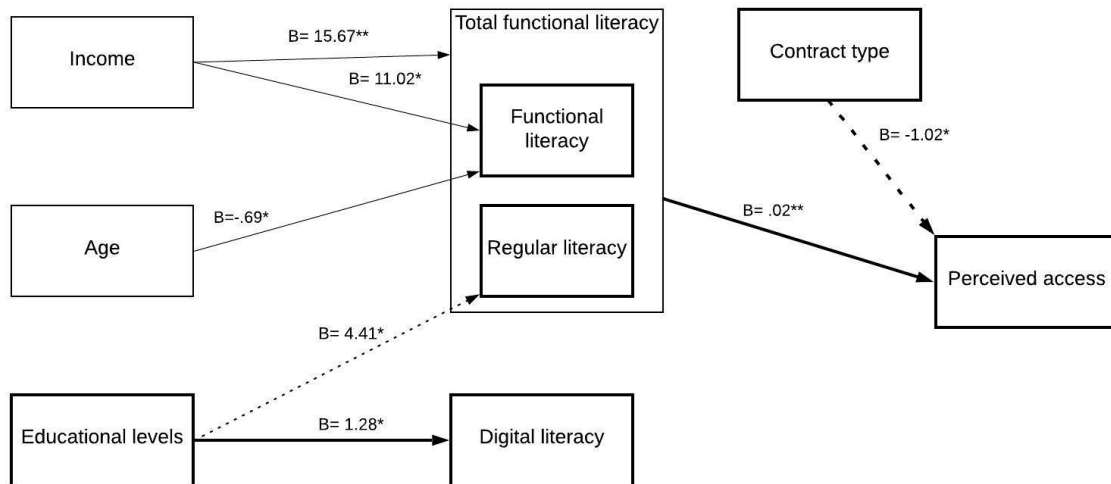 Income
B= 15.67**
B= 11.02*
Total functional literacy
Functional
literacy
Contract type
B= -1.02*
Age
B=-.69*
Regular literacy
B= .02**
Perceived access
B= 4.41*
Educational levels
B= 1.28*
Digital literacy